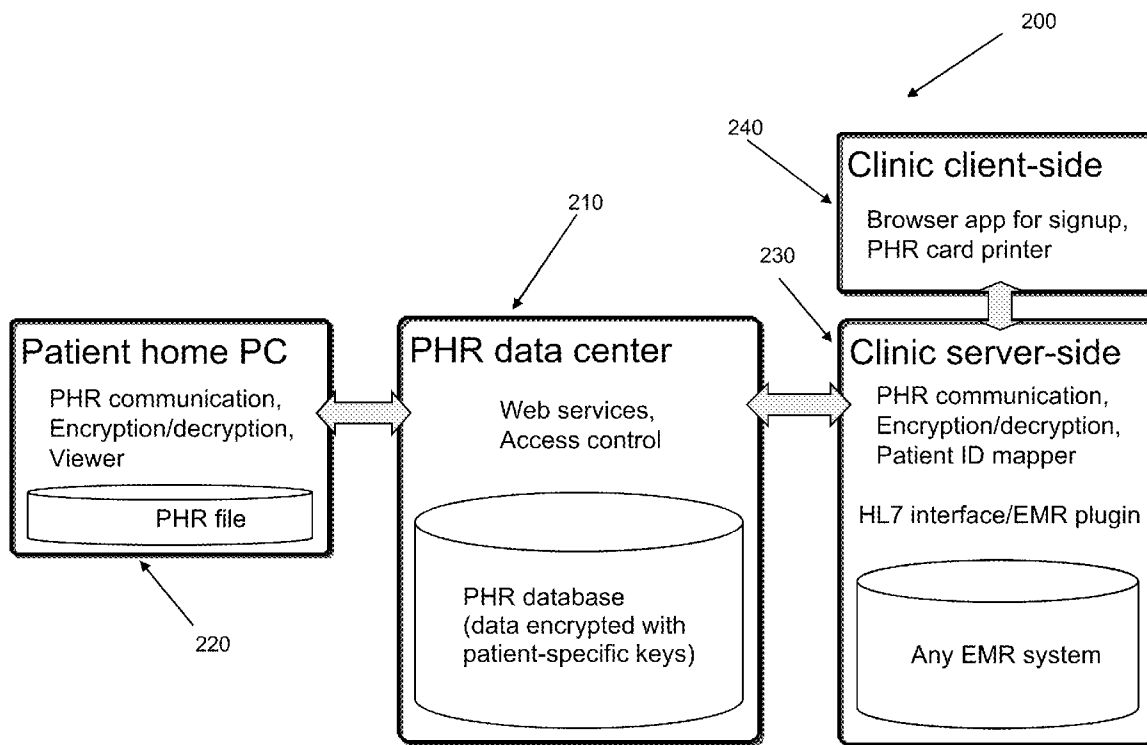 200
240
Clinic client-side
Browser app for signup,
PHR card printer
210
230
Patient home PC
PHR communication,
Encryption/decryption,
Viewer
PHR file
220
PHR data center
Web services,
Access control
PHR database
(data encrypted with
patient-specific keys)
Clinic server-side
PHR communication,
Encryption/decryption,
Patient ID mapper
HL7 interface/EMR plugin
Any EMR system